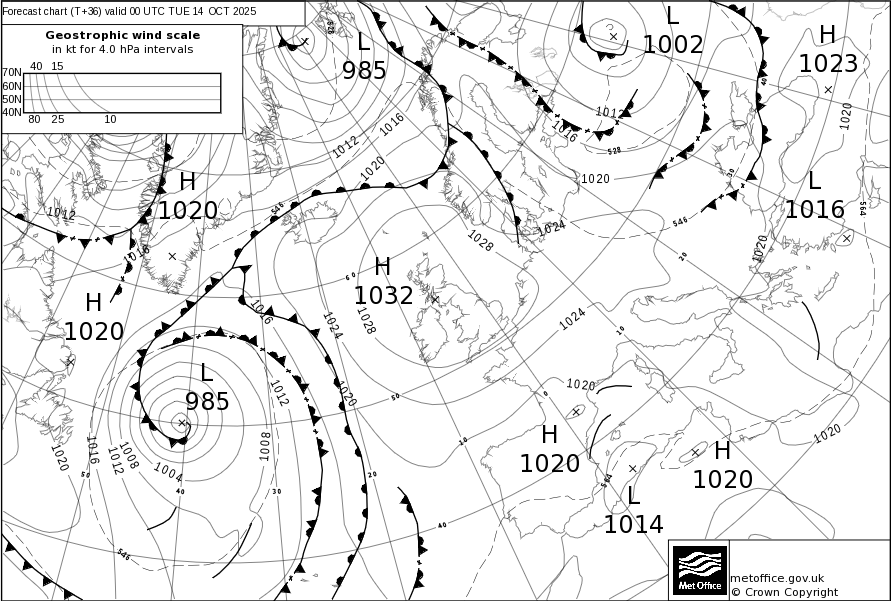 Forecast chart (T+36) valid 00 UTC TUE 14 OCT 2025
Geostrophic wind scale
in kt for 4.0 hPa intervals
40 15
70N
60N
50N
40N
80 25 10
L
985
528
L
1002
H
1023
40
1012
1016
1012
1016
1020
1020
528
1020
H
1020
L
1016
564
546
1012
1016
546
1024
1028
20
1020
H
1020
H
1032
60
1016
1024
1028
1024
10
L
985
1012
1020
50
0
1020
1008
1016
1012
1008
1004
1020
50
40
30
20
10
40
546
H
1020
564
L
1014
H
1020
1020
Met Office
metoffice.gov.uk
© Crown Copyright